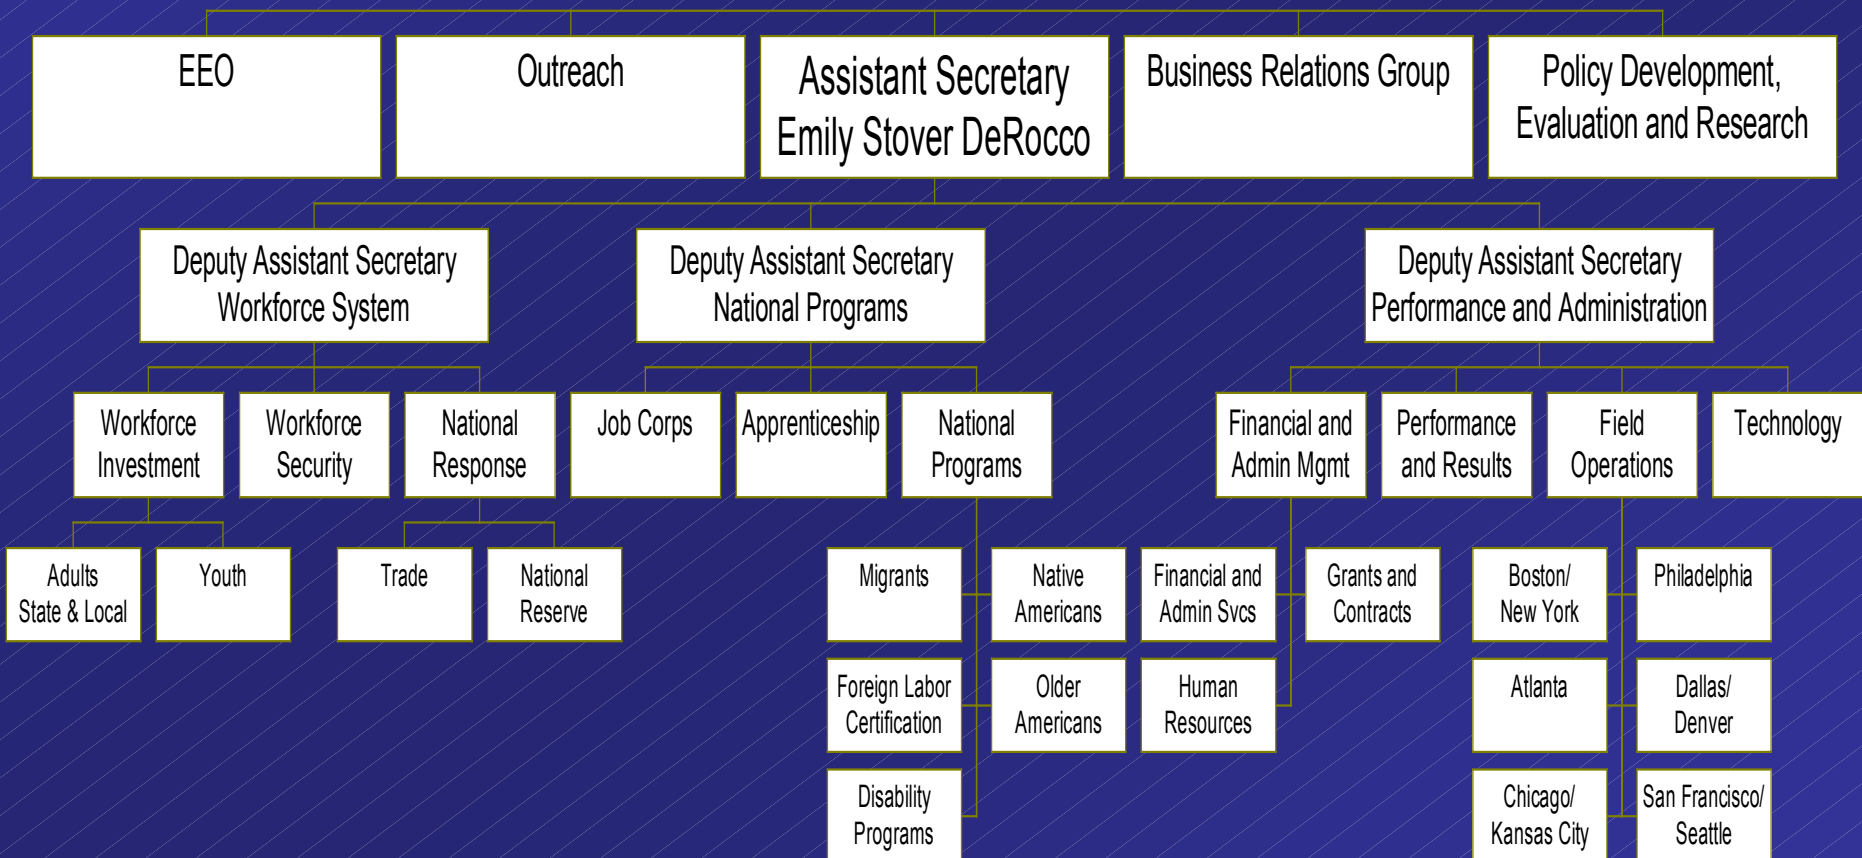 EEO
Outreach
Assistant Secretary
Emily Stover DeRocco
Business Relations Group
Policy Development,
Evaluation and Research
Deputy Assistant Secretary
Workforce System
Deputy Assistant Secretary
National Programs
Deputy Assistant Secretary
Performance and Administration
Workforce
Investment
Workforce
Security
National
Response
Job Corps
Apprenticeship
National
Programs
Financial and
Admin Mgmt
Performance
and Results
Field
Operations
Technology
Adults
State & Local
Youth
Trade
National
Reserve
Migrants
Native
Americans
Financial and
Admin Svcs
Grants and
Contracts
Boston/
New York
Philadelphia
Foreign Labor
Certification
Older
Americans
Human
Resources
Atlanta
Dallas/
Denver
Disability
Programs
Chicago/
Kansas City
San Francisco/
Seattle